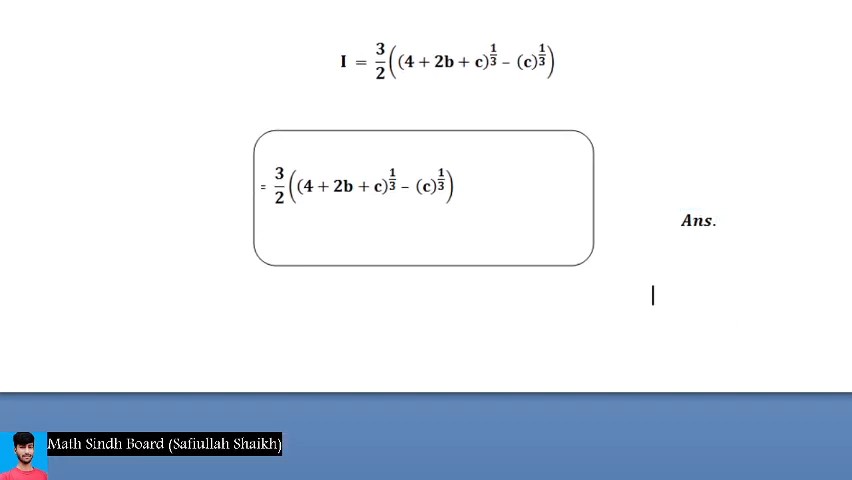 I = 3/2((4 + 2b + c)^1/3 – (c)^1/3)
= 3/2((4 + 2b + c)^1/3 – (c)^1/3)
Ans.
Math Sindh Board (Safiullah Shaikh)